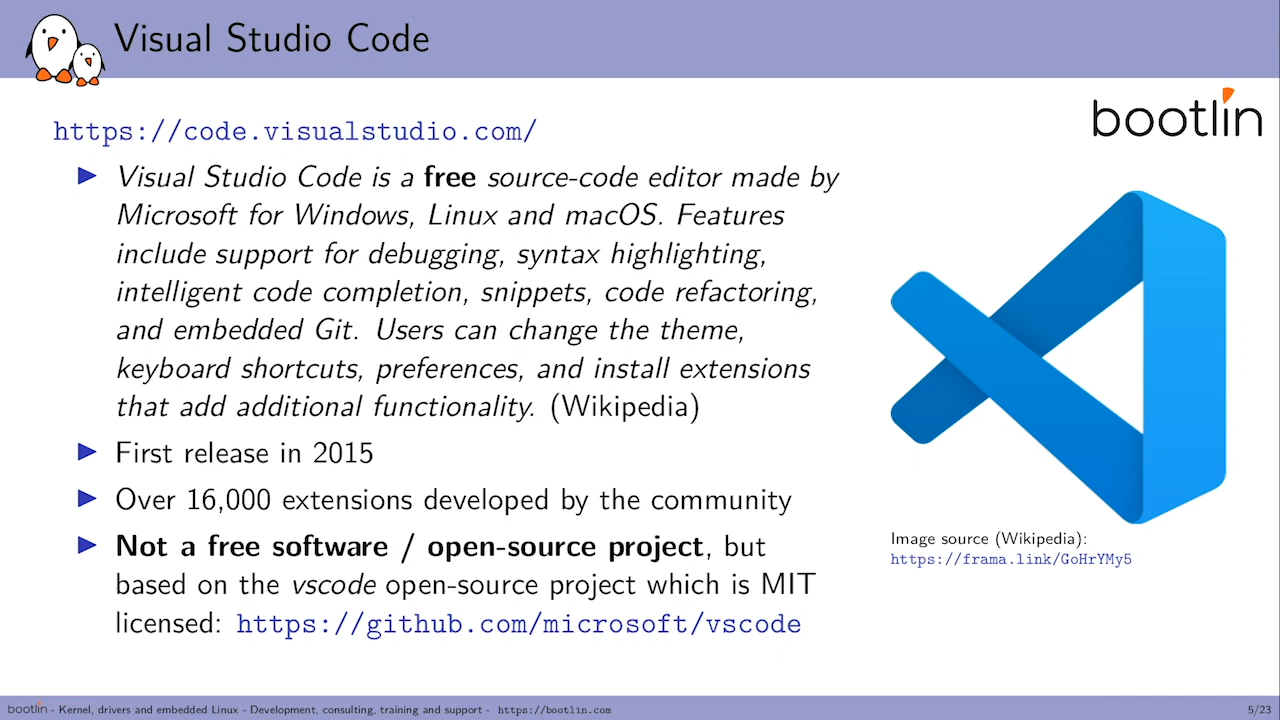 Visual Studio Code
bootlin
https://code.visualstudio.com/
▶ Visual Studio Code is a free source-code editor made by
Microsoft for Windows, Linux and macOS. Features
include support for debugging, syntax highlighting,
intelligent code completion, snippets, code refactoring,
and embedded Git. Users can change the theme,
keyboard shortcuts, preferences, and install extensions
that add additional functionality. (Wikipedia)
▶ First release in 2015
▶ Over 16,000 extensions developed by the community
▶ Not a free software / open-source project, but
based on the vscode open-source project which is MIT
licensed: https://github.com/microsoft/vscode
Image source (Wikipedia):
https://frama.link/GoHrYMy5
bootlin - Kernel, drivers and embedded Linux - Development, consulting, training and support - https://bootlin.com
5/23